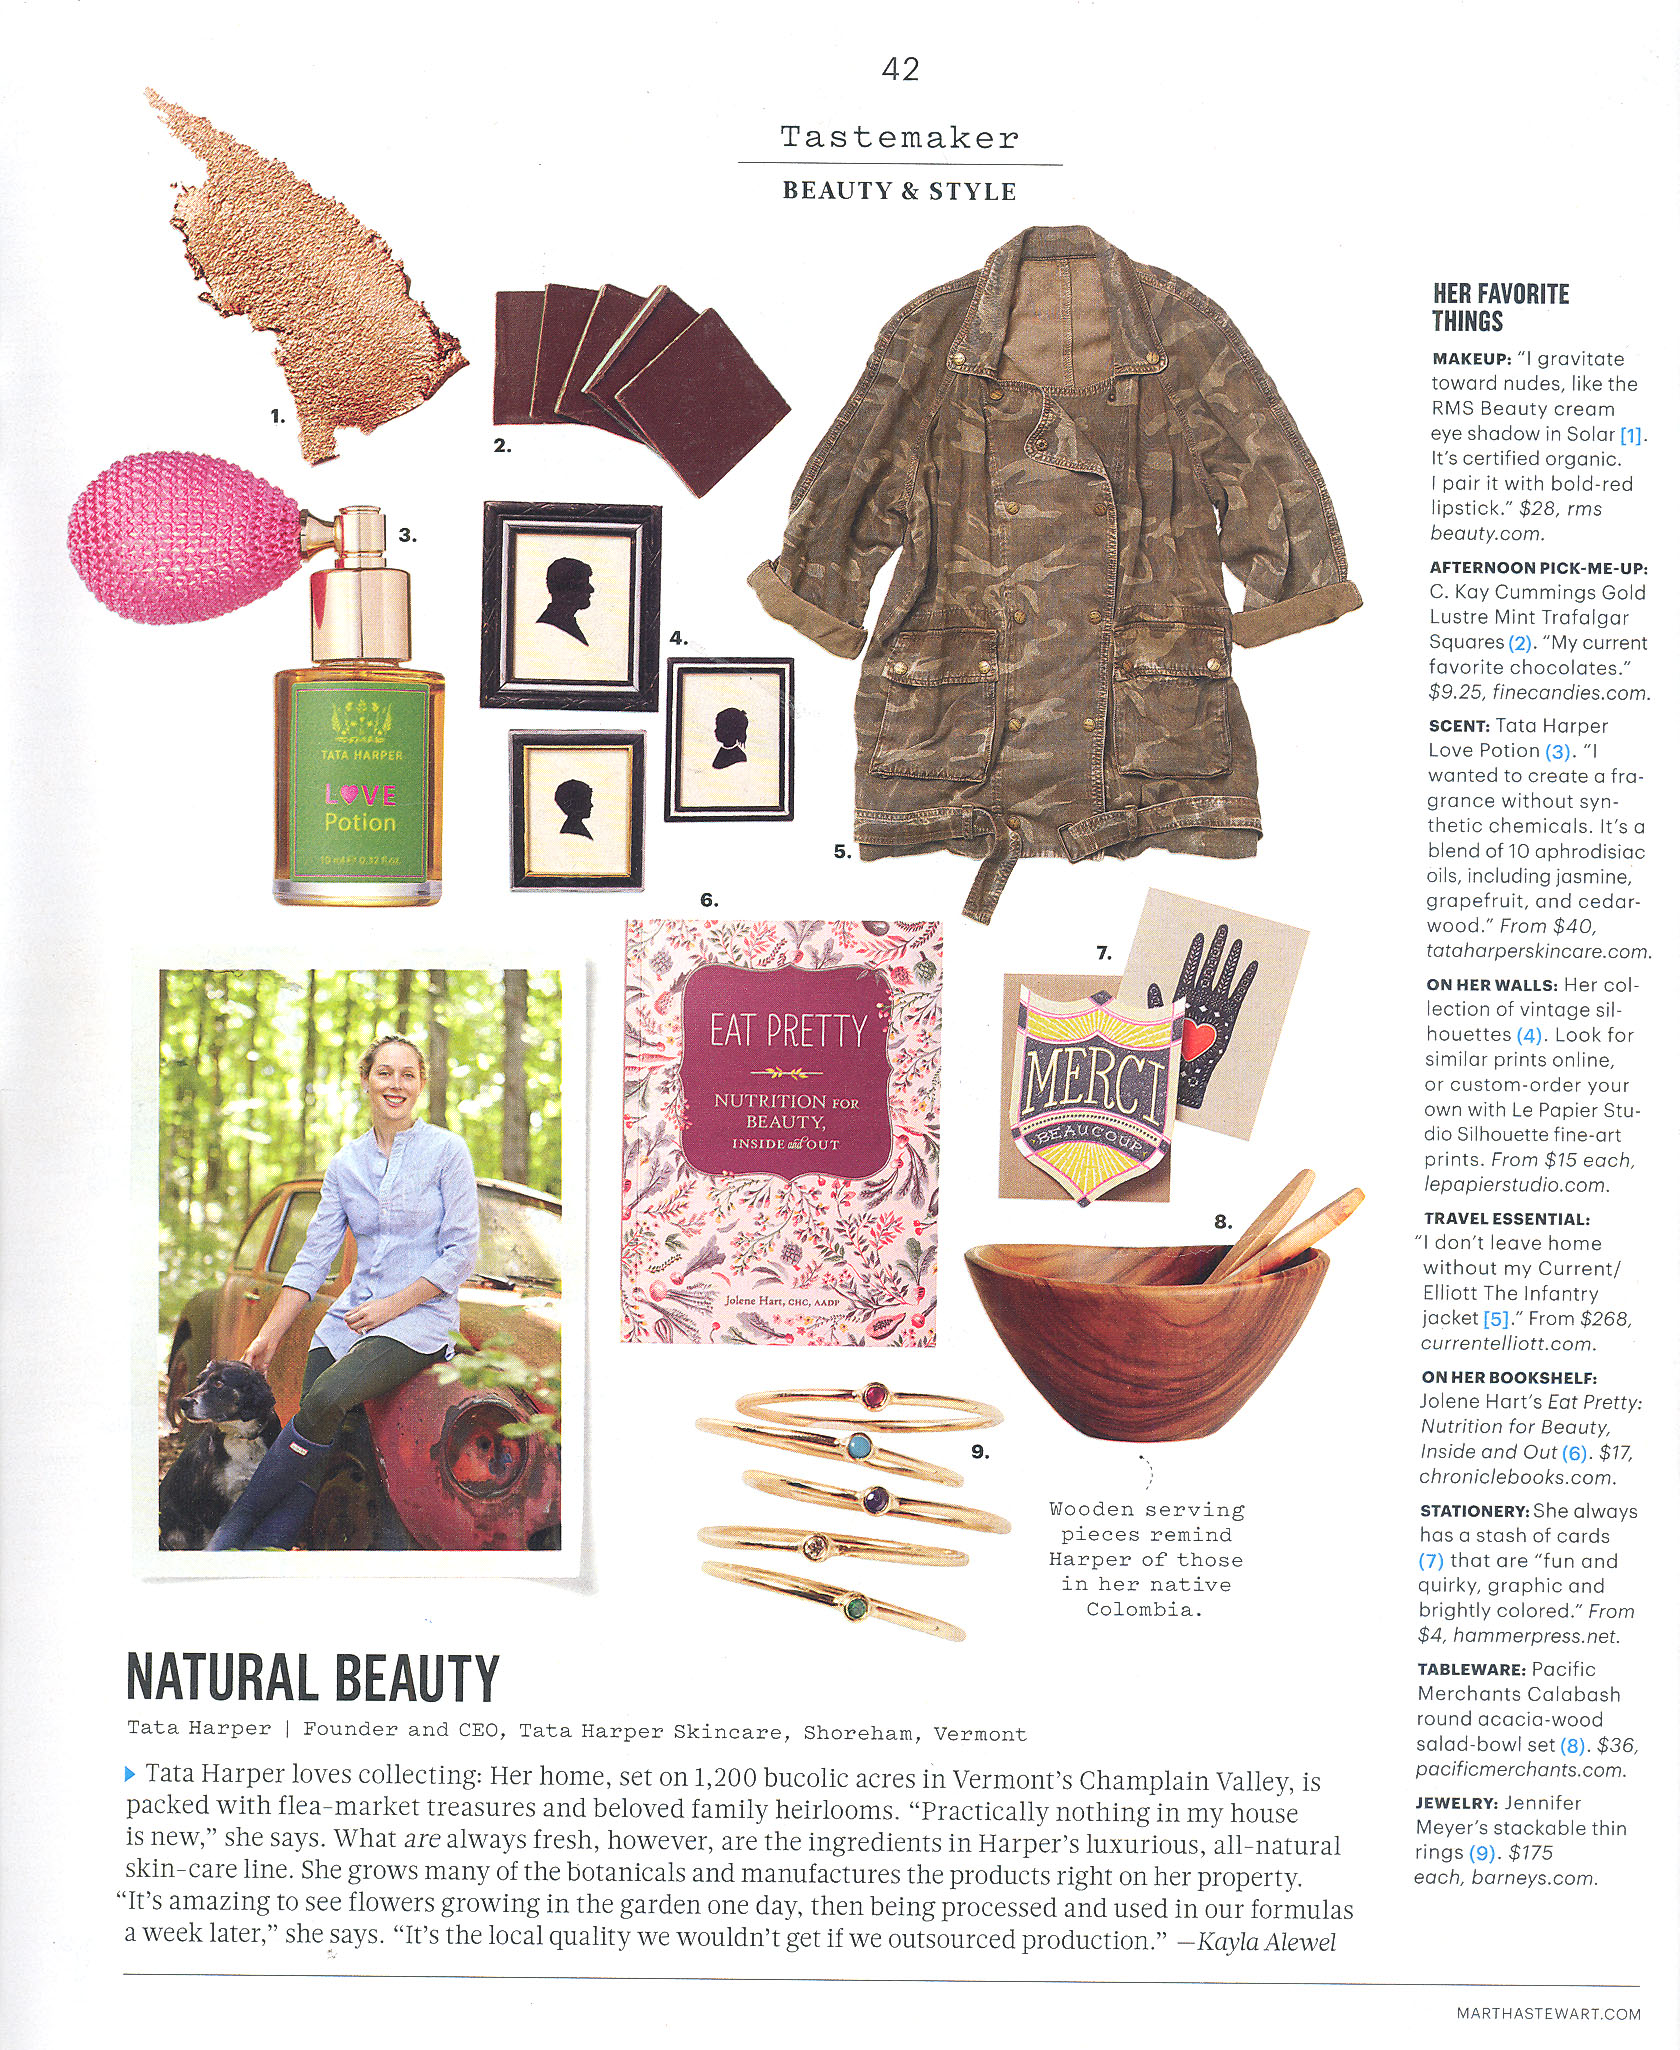 42
Tastemaker
BEAUTY & STYLE
1.
2.
3.
TATA HARPER
LOVE
Potion
10 ml e 0.32 fl oz.
4.
5.
6.
EAT PRETTY
NUTRITION FOR
BEAUTY,
INSIDE and OUT
Jolene Hart, CHC, AADP
7.
MERCI
BEAUCOUP
8.
9.
Wooden serving
pieces remind
Harper of those
in her native
Colombia.
NATURAL BEAUTY
Tata Harper | Founder and CEO, Tata Harper Skincare, Shoreham, Vermont
Tata Harper loves collecting: Her home, set on 1,200 bucolic acres in Vermont's Champlain Valley, is
packed with flea-market treasures and beloved family heirlooms. “Practically nothing in my house
is new,” she says. What are always fresh, however, are the ingredients in Harper's luxurious, all-natural
skin-care line. She grows many of the botanicals and manufactures the products right on her property.
“It's amazing to see flowers growing in the garden one day, then being processed and used in our formulas
a week later,” she says. “It's the local quality we wouldn't get if we outsourced production.” —Kayla Alewel
HER FAVORITE
THINGS
MAKEUP: “I gravitate
toward nudes, like the
RMS Beauty cream
eye shadow in Solar [1].
It's certified organic.
I pair it with bold-red
lipstick.” $28, rms
beauty.com.
AFTERNOON PICK-ME-UP:
C. Kay Cummings Gold
Lustre Mint Trafalgar
Squares (2). “My current
favorite chocolates.”
$9.25, finecandies.com.
SCENT: Tata Harper
Love Potion (3). “I
wanted to create a fra-
grance without syn-
thetic chemicals. It's a
blend of 10 aphrodisiac
oils, including jasmine,
grapefruit, and cedar-
wood.” From $40,
tataharperskincare.com.
ON HER WALLS: Her col-
lection of vintage sil-
houettes (4). Look for
similar prints online,
or custom-order your
own with Le Papier Stu-
dio Silhouette fine-art
prints. From $15 each,
lepapierstudio.com.
TRAVEL ESSENTIAL:
“I don't leave home
without my Current/
Elliott The Infantry
jacket [5].” From $268,
currentelliott.com.
ON HER BOOKSHELF:
Jolene Hart's Eat Pretty:
Nutrition for Beauty,
Inside and Out (6). $17,
chroniclebooks.com.
STATIONERY: She always
has a stash of cards
(7) that are “fun and
quirky, graphic and
brightly colored.” From
$4, hammerpress.net.
TABLEWARE: Pacific
Merchants Calabash
round acacia-wood
salad-bowl set (8). $36,
pacificmerchants.com.
JEWELRY: Jennifer
Meyer's stackable thin
rings (9). $175
each, barneys.com.
MARTHASTEWART.COM